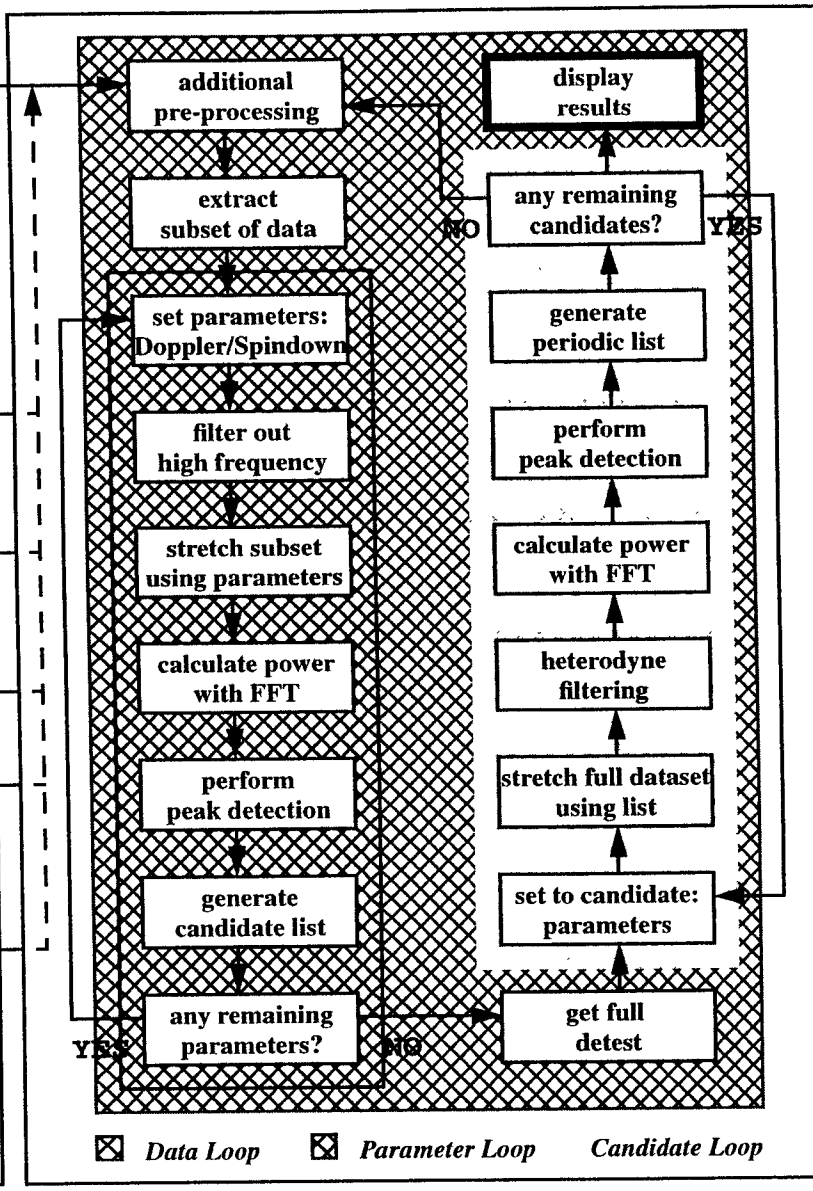 additional
pre-processing
extract
subset of data
set parameters:
Doppler/Spindown
filter out
high frequency
stretch subset
using parameters
calculate power
with FFT
perform
peak detection
generate
candidate list
any remaining
parameters?
YES
NO
get full
detest
set to candidate:
parameters
stretch full dataset
using list
heterodyne
filtering
calculate power
with FFT
perform
peak detection
generate
periodic list
any remaining
candidates?
NO
YES
display
results
Data Loop
Parameter Loop
Candidate Loop